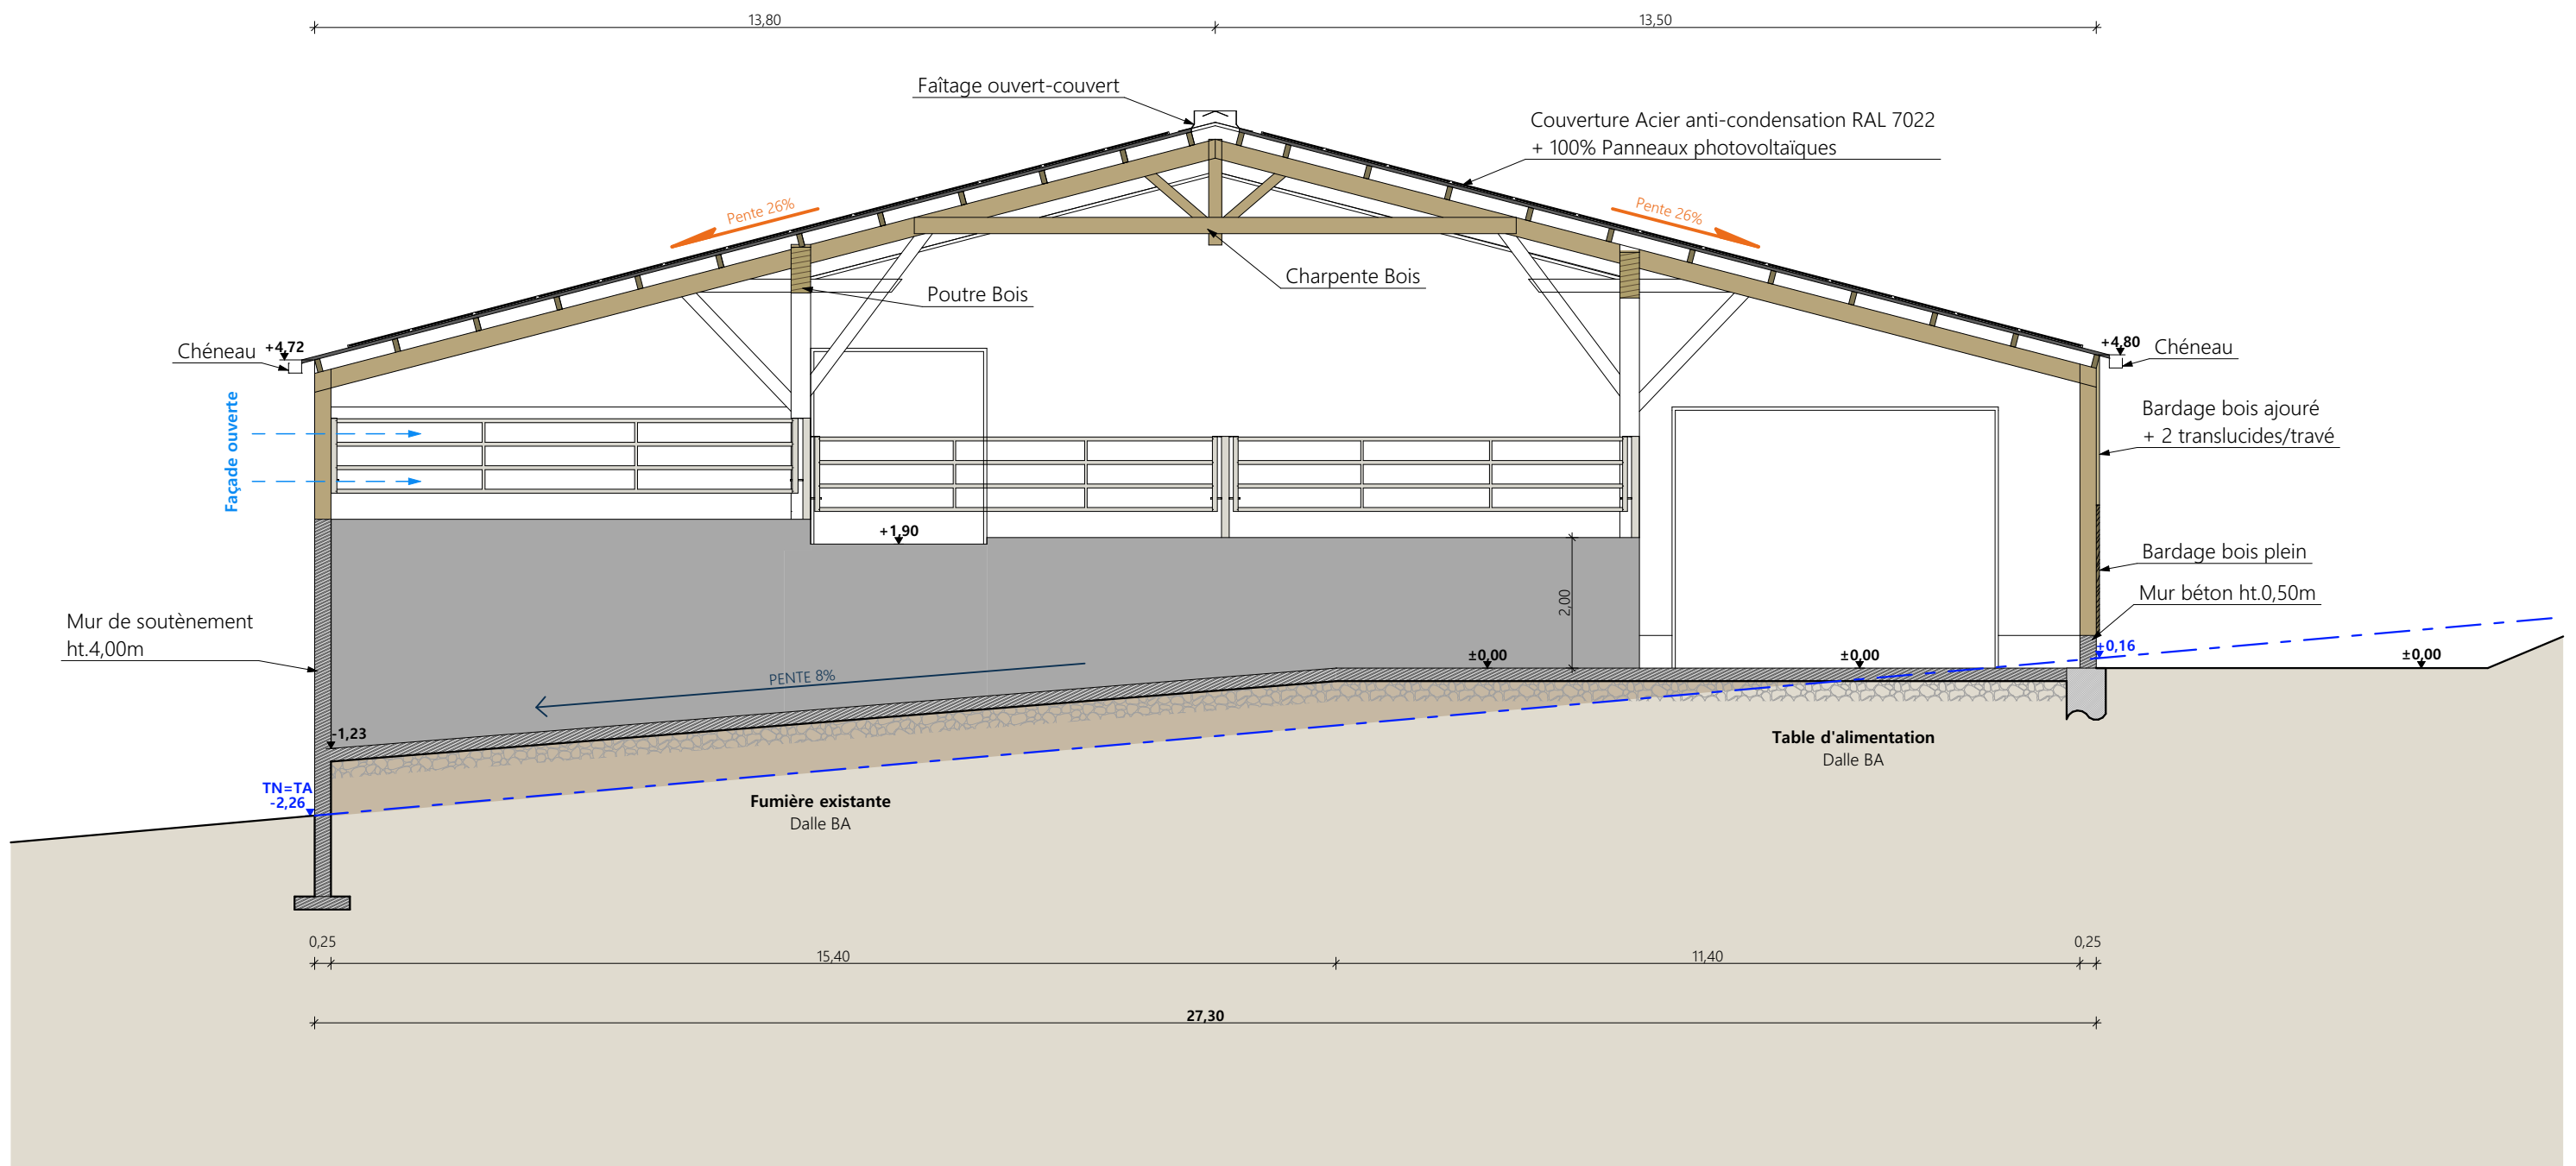 13,80
13,50
Faîtage ouvert-couvert
Couverture Acier anti-condensation RAL 7022
+ 100% Panneaux photovoltaïques
Pente 26%
Pente 26%
Charpente Bois
Poutre Bois
Chéneau
+4,72
+4,80
Chéneau
Façade ouverte
Bardage bois ajouré
+ 2 translucides/travé
+1,90
Bardage bois plein
Mur béton ht.0,50m
2,00
Mur de soutènement
ht.4,00m
+0,16
±0,00
±0,00
±0,00
PENTE 8%
-1,23
Table d'alimentation
Dalle BA
TN=TA
-2,26
Fumière existante
Dalle BA
0,25
0,25
15,40
11,40
27,30